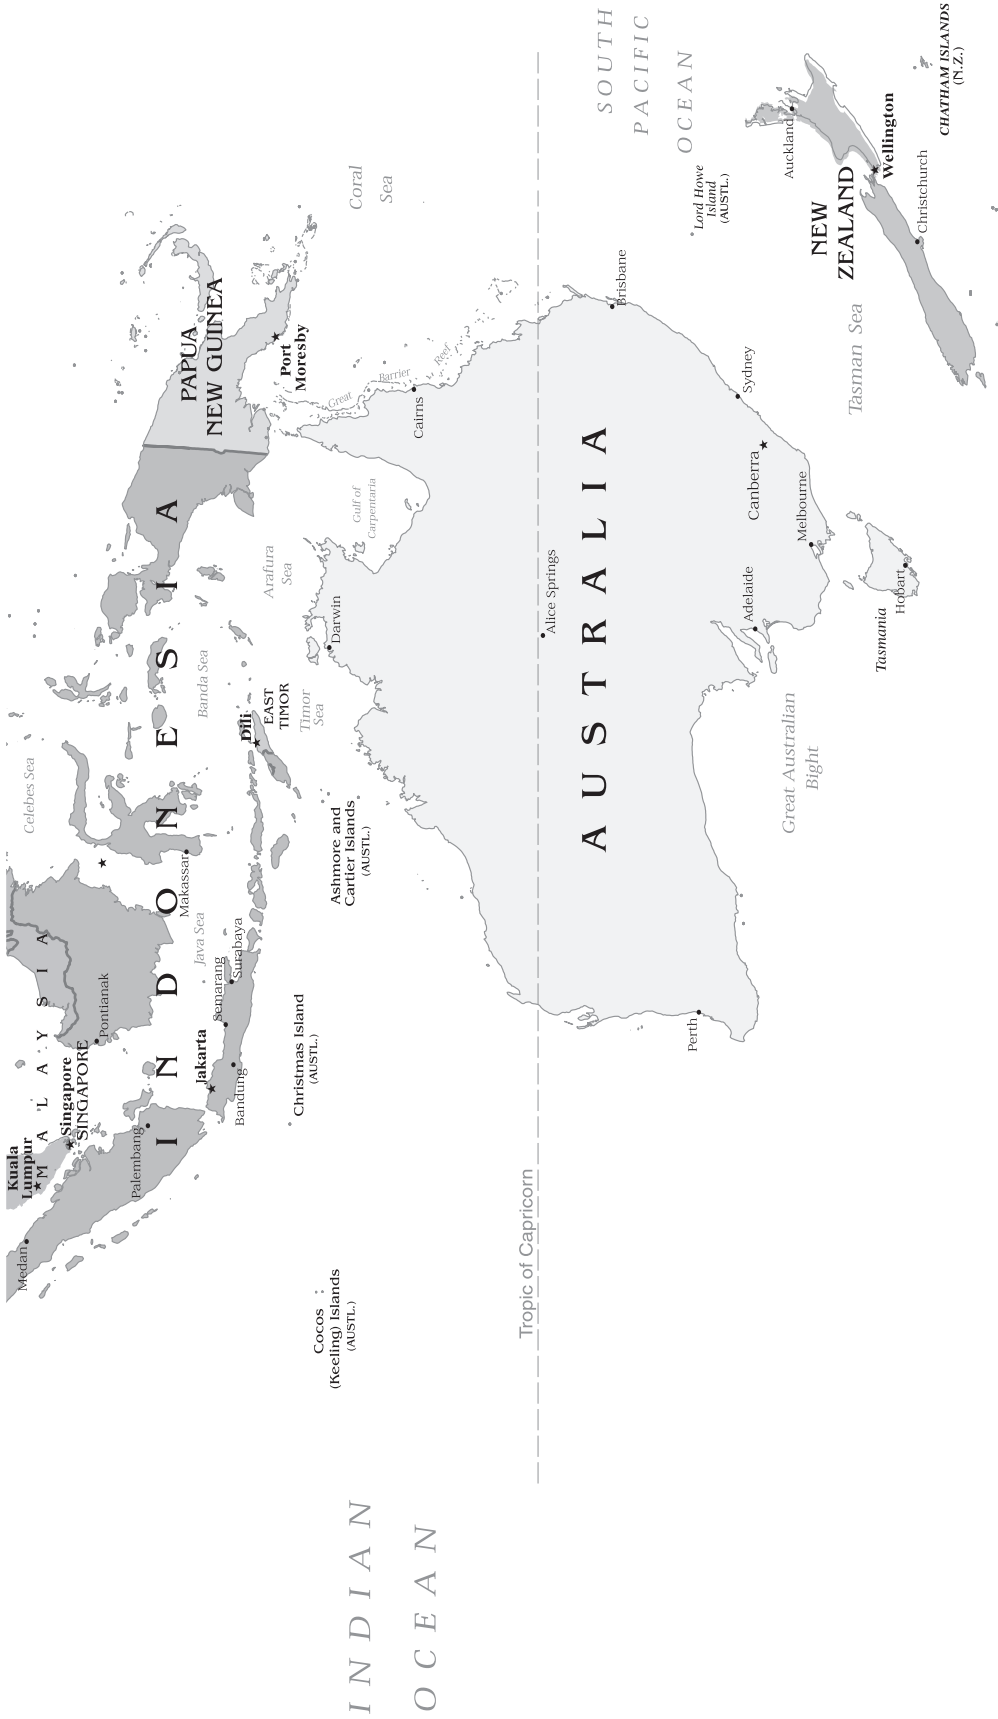 INDIAN
OCEAN
Medan
Kuala
Lumpur
MALAYSIA
Singapore
SINGAPORE
Pontianak
Palembang
INDONESIA
Jakarta
Bandung
Semarang
Surabaya
Java Sea
Makassar
Celebes Sea
Banda Sea
Dili
EAST
TIMOR
Timor
Sea
Arafura
Sea
PAPUA
NEW GUINEA
Port
Moresby
Coral
Sea
Cocos
(Keeling) Islands
(AUSTL.)
Christmas Island
(AUSTL.)
Ashmore and
Cartier Islands
(AUSTL.)
Darwin
Gulf of
Carpentaria
Great
Barrier
Reef
Cairns
Tropic of Capricorn
Alice Springs
AUSTRALIA
Brisbane
Perth
Great Australian
Bight
Adelaide
Melbourne
Canberra
Sydney
Tasmania
Hobart
Tasman Sea
Lord Howe
Island
(AUSTL.)
SOUTH
PACIFIC
OCEAN
NEW
ZEALAND
Auckland
Wellington
Christchurch
CHATHAM ISLANDS
(N.Z.)